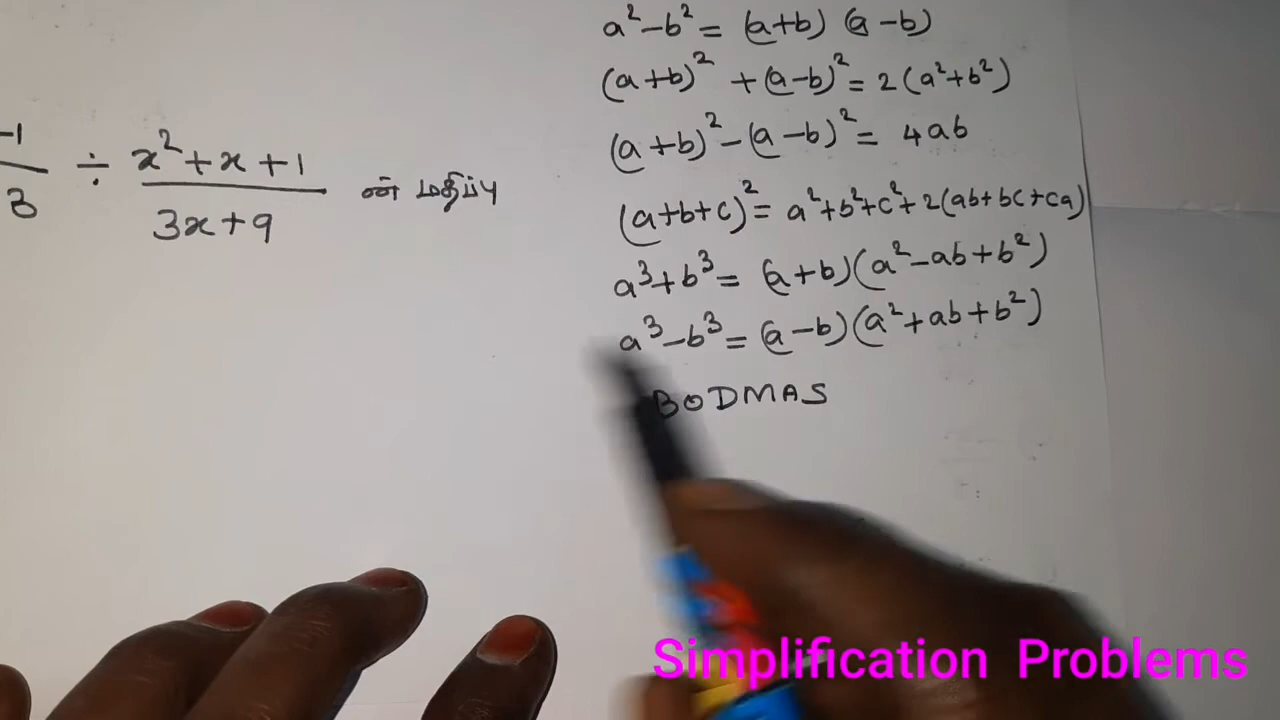 -1
3
÷ x²+x+1
3x+9
ன் மதிப்பு
a²-b² = (a+b) (a-b)
(a+b)² + (a-b)² = 2(a²+b²)
(a+b)² - (a-b)² = 4ab
(a+b+c)² = a²+b²+c²+2(ab+bc+ca)
a³+b³ = (a+b)(a²-ab+b²)
a³-b³ = (a-b)(a²+ab+b²)
BODMAS
Simplification Problems